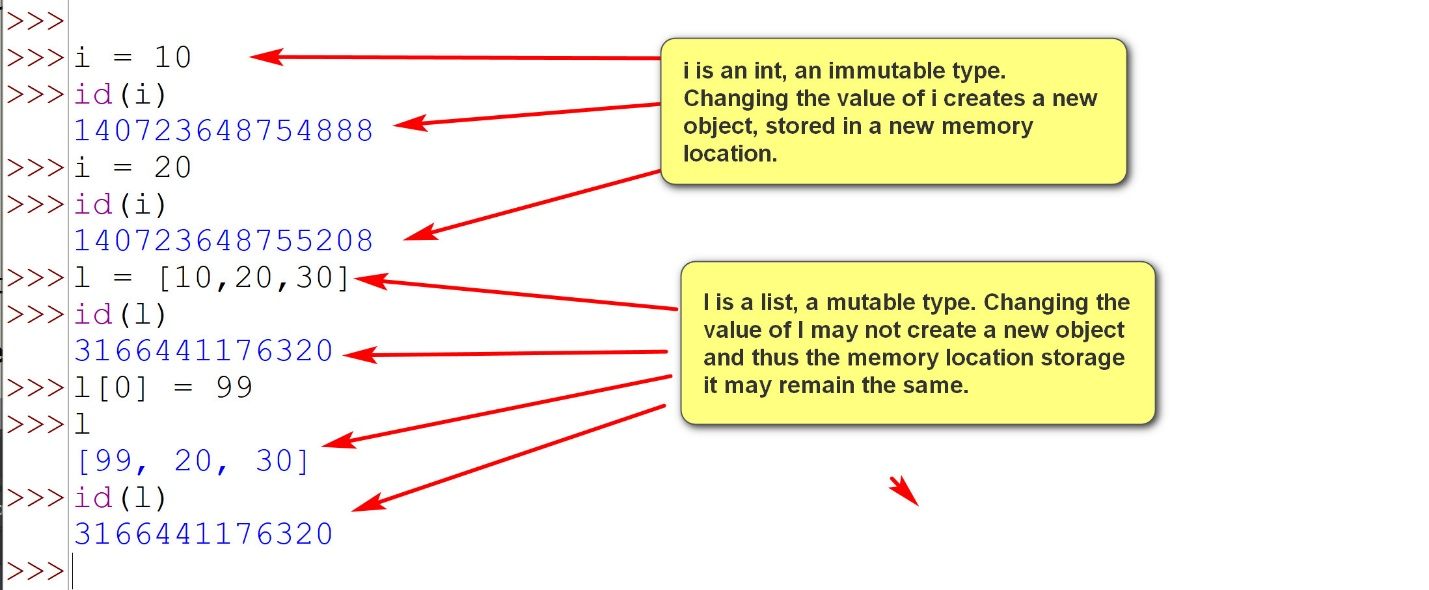 >>>
>>> i = 10
>>> id(i)
140723648754888
>>> i = 20
>>> id(i)
140723648755208
>>> l = [10,20,30]
>>> id(l)
3166441176320
>>> l[0] = 99
>>> l
[99, 20, 30]
>>> id(l)
3166441176320
>>>
i is an int, an immutable type.
Changing the value of i creates a new
object, stored in a new memory
location.
l is a list, a mutable type. Changing the
value of l may not create a new object
and thus the memory location storage
it may remain the same.